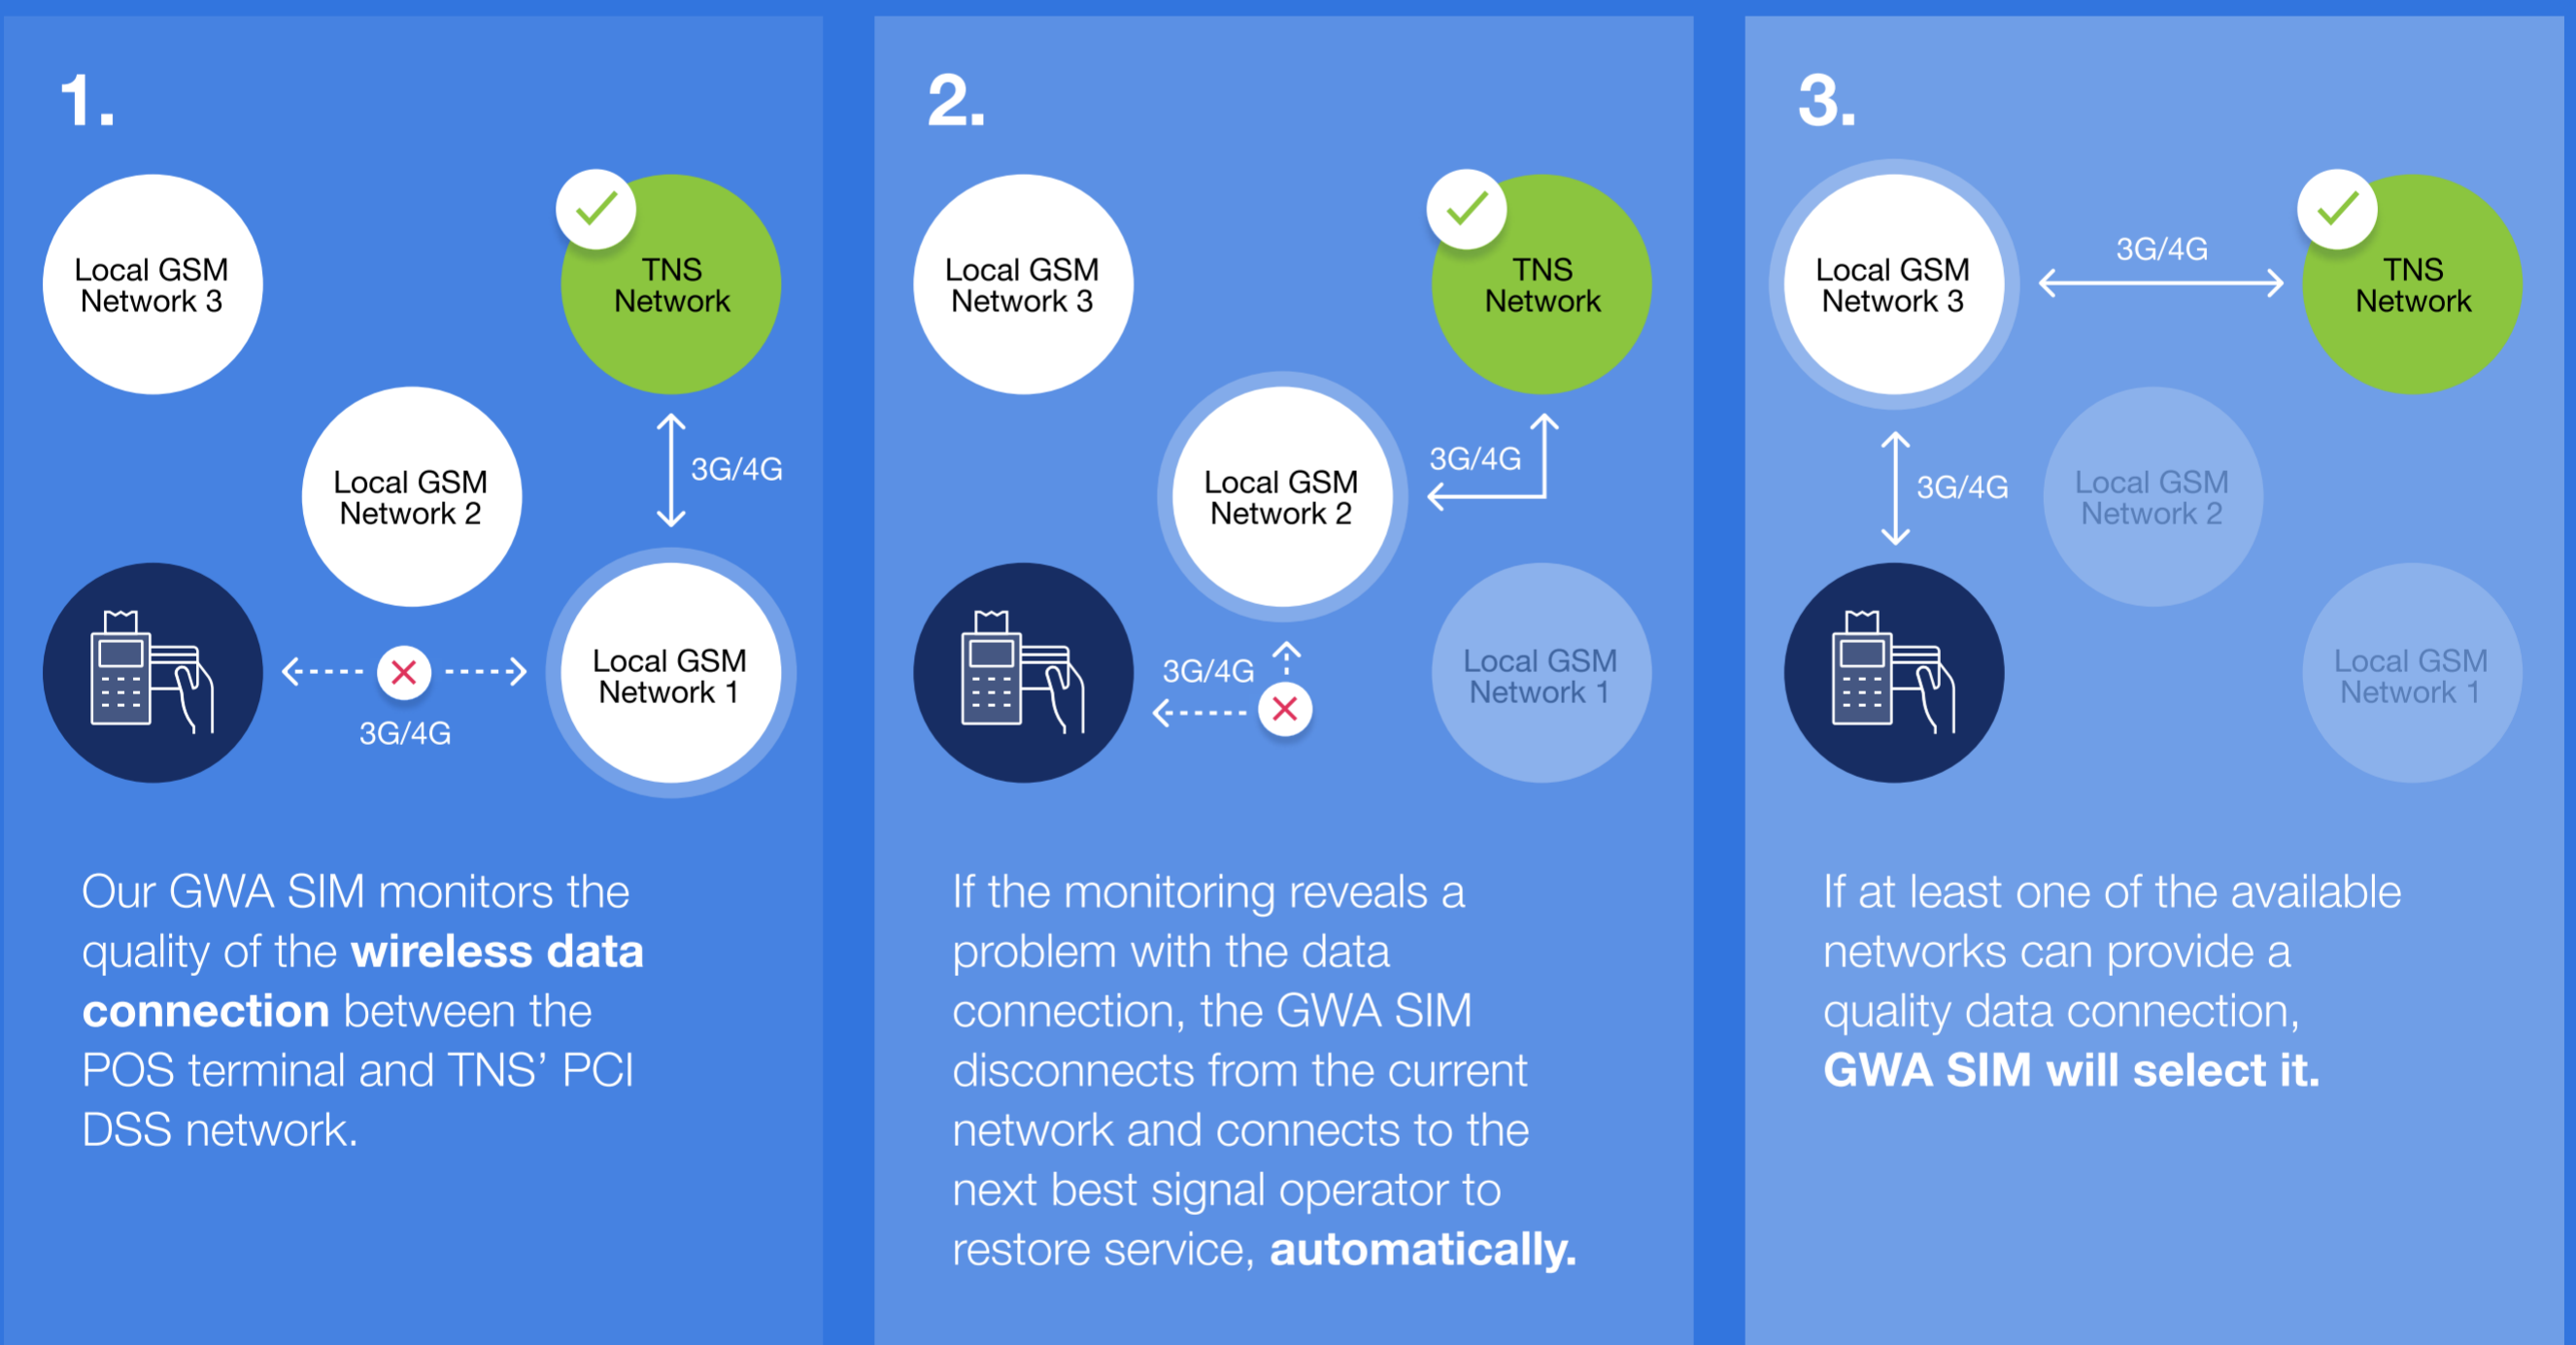 1.
Local GSM
Network 3
TNS
Network
Local GSM
Network 2
3G/4G
Local GSM
Network 1
3G/4G
Our GWA SIM monitors the
quality of the wireless data
connection between the
POS terminal and TNS’ PCI
DSS network.
2.
Local GSM
Network 3
TNS
Network
Local GSM
Network 2
3G/4G
3G/4G
Local GSM
Network 1
If the monitoring reveals a
problem with the data
connection, the GWA SIM
disconnects from the current
network and connects to the
next best signal operator to
restore service, automatically.
3.
Local GSM
Network 3
3G/4G
TNS
Network
3G/4G
Local GSM
Network 2
Local GSM
Network 1
If at least one of the available
networks can provide a
quality data connection,
GWA SIM will select it.